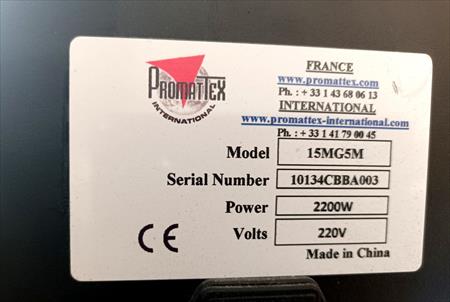 PROMATTEX
INTERNATIONAL
FRANCE
www.promattex.com
Ph. : + 33 1 43 68 06 13
INTERNATIONAL
www.promattex-international.com
Ph. : + 33 1 41 79 00 45
Model 15MG5M
Serial Number 10134CBBA003
Power 2200W
Volts 220V
CE
Made in China